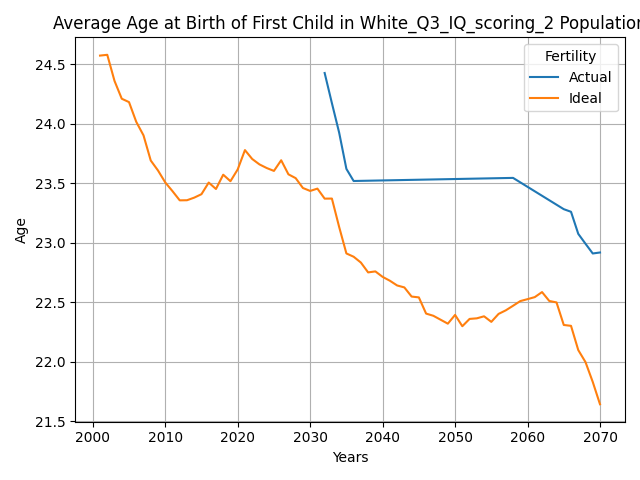 Average Age at Birth of First Child in White_Q3_IQ_scoring_2 Population
Fertility
Actual
Ideal
24.5
24.0
23.5
23.0
22.5
22.0
21.5
Age
2000 2010 2020 2030 2040 2050 2060 2070
Years